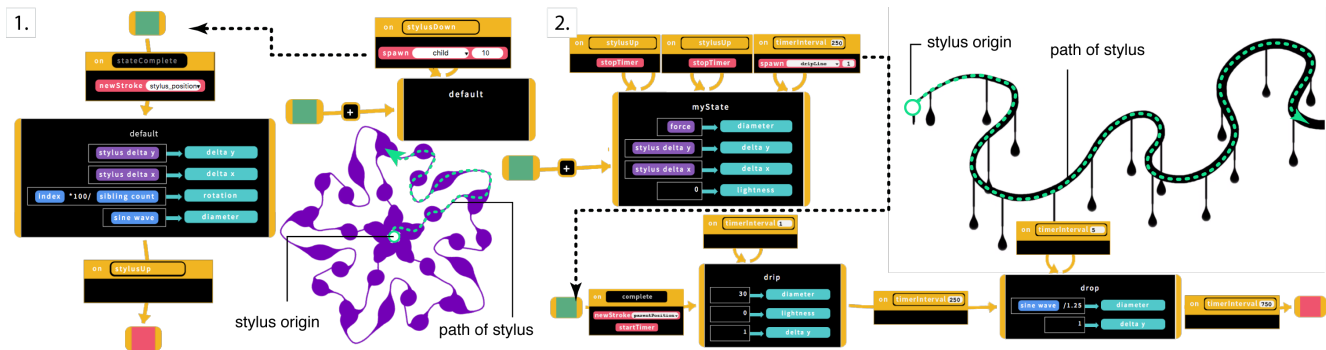 1.
on stateComplete
newStroke stylus_position
default
stylus delta y delta y
stylus delta x delta x
Index *100/ sibling count rotation
sine wave diameter
on stylusUp
on stylusDown
spawn child 10
default
+
stylus origin
path of stylus
2.
on stylusUp
stopTimer
on stylusUp
stopTimer
on timerInterval 250
spawn dripLine 1
+
myState
force diameter
stylus delta y delta y
stylus delta x delta x
0 lightness
stylus origin
path of stylus
on timerInterval 1
on complete
newStroke parentPosition
startTimer
drip
30 diameter
0 lightness
1 delta y
on timerInterval 250
on timerInterval 5
drop
sine wave /1.25 diameter
1 delta y
on timerInterval 750